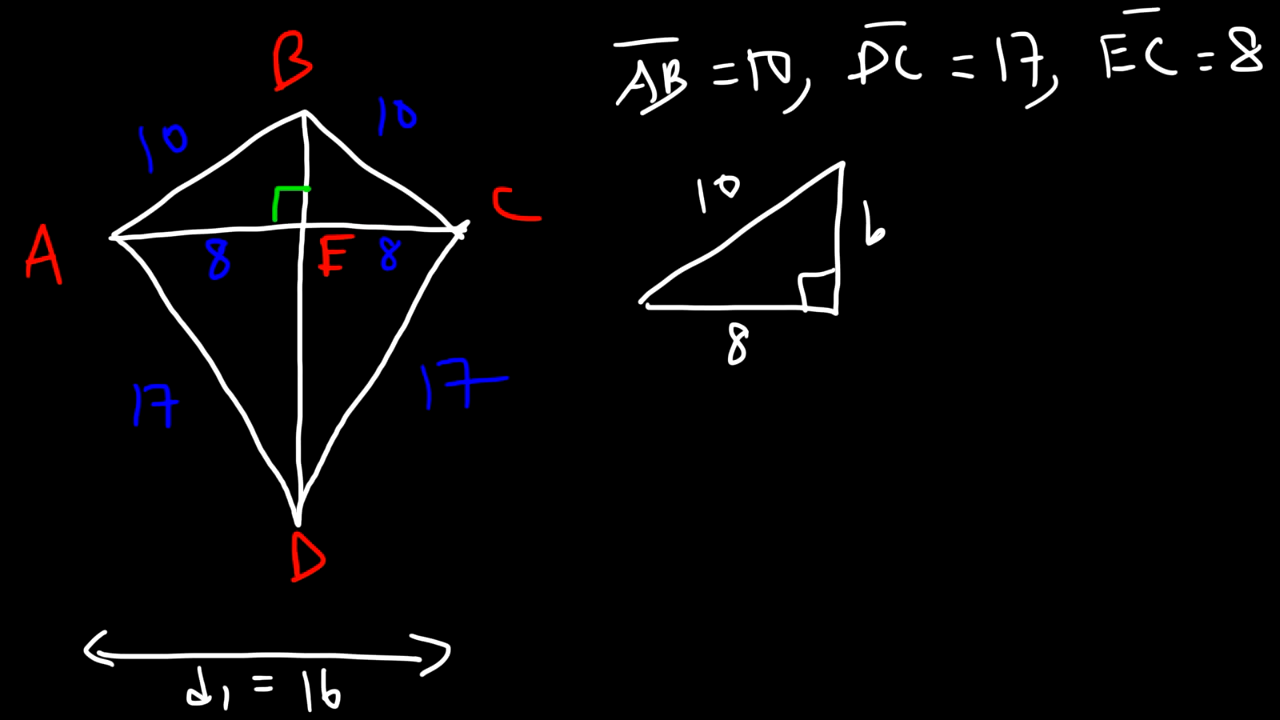 B
AB = 10, DC = 17, EC = 8
10
10
10
6
A
C
8
E
8
8
17
17
D
d₁ = 16